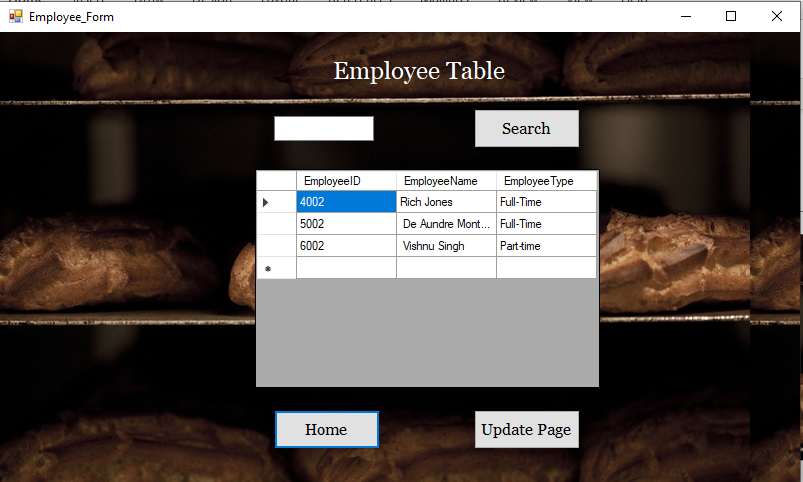 Employee_Form
Employee Table
Search
EmployeeID EmployeeName EmployeeType
4002 Rich Jones Full-Time
5002 De Aundre Mont... Full-Time
6002 Vishnu Singh Part-time
Home Update Page